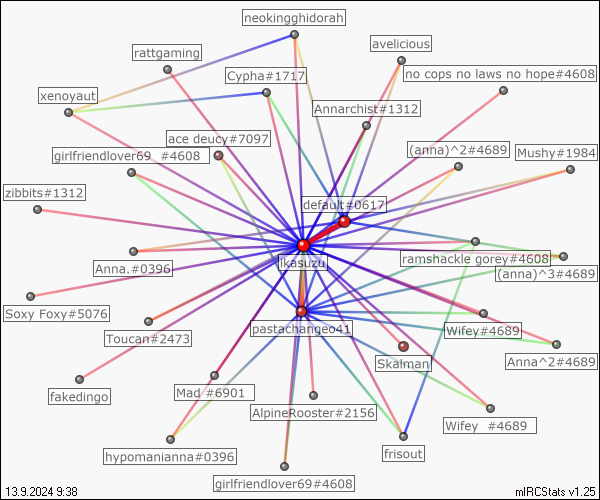 neokingghidorah
rattgaming
avelicious
Cypha#1717
no cops no laws no hope#4608
xenoyaut
Annarchist#1312
ace deucy#7097
girlfriendlover69 #4608
(anna)^2#4689
Mushy#1984
zibbits#1312
default#0617
Anna.#0396
ikasuzu
ramshackle gorey#4608
(anna)^3#4689
Soxy Foxy#5076
Toucan#2473
pastachangeo41
Wifey#4689
Skalman
Anna^2#4689
fakedingo
Mad #6901
AlpineRooster#2156
Wifey #4689
hypomanianna#0396
frisout
girlfriendlover69#4608
13.9.2024 9:38
mIRCStats v1.25